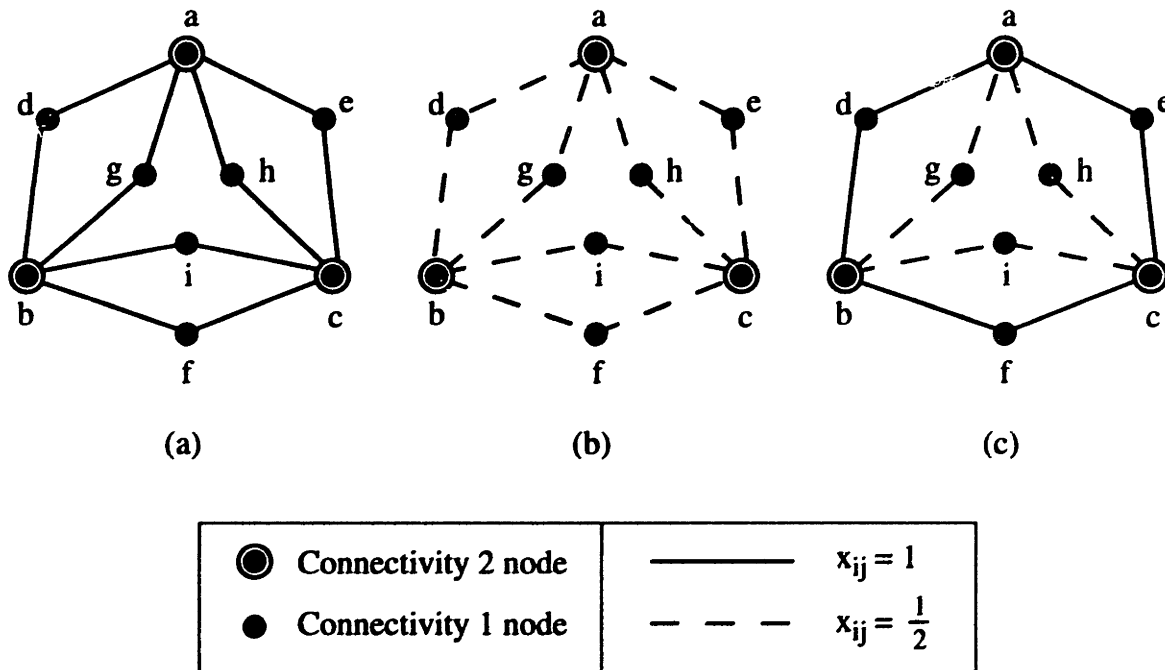 a
d
e
g
h
i
b
c
f
(a)
a
d
e
g
h
i
b
c
f
(b)
a
d
e
g
h
i
b
c
f
(c)
Connectivity 2 node
Connectivity 1 node
x_ij = 1
x_ij = 1/2